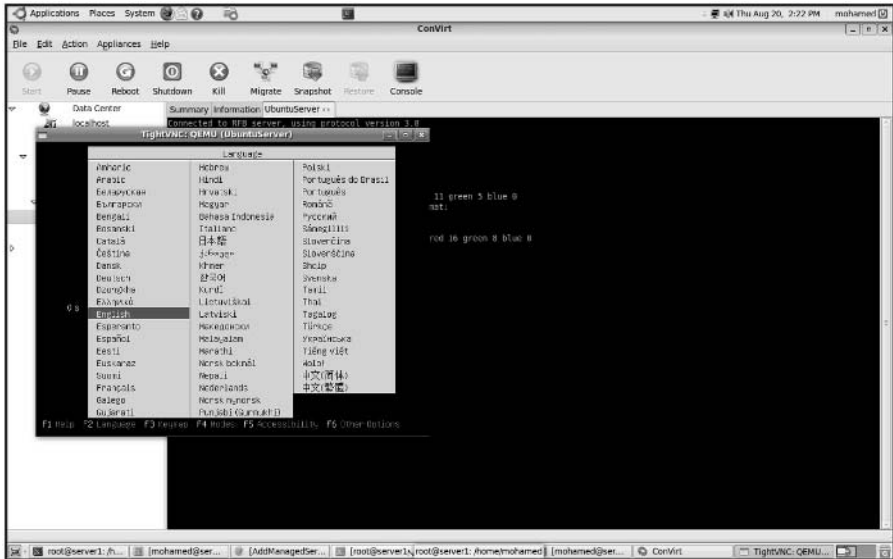 Applications Places System
Thu Aug 20, 2:22 PM mohamed
ConVirt
File Edit Action Appliances Help
Start Pause Reboot Shutdown Kill Migrate Snapshot Restore Console
Data Center
localhost
Summary Information UbuntuServer
Connected to RFB server, using protocol version 3.0
TightVNC: QEMU (UbuntuServer)
Language
Amharic Hebrew Polski
Arabic Hindi Português do Brasil
Беларуская Hrvatski Português
Български Magyar Română
Bengali Bahasa Indonesia Русский
Bosanski Italiano Sámegillii
Català 日本語 Slovenčina
Čeština ქართული Slovenščina
Dansk Khmer Shqip
Deutsch 한국어 Svenska
Dzongkha Kurdî Tamil
Ελληνικά Lietuviškai Thai
English Latviski Tagalog
Esperanto Македонски Türkçe
Español Malayalam Українська
Eesti Marathi Tiếng Việt
Euskaraz Norsk bokmål Wolof
Suomi Nepali 中文(简体)
Français Nederlands 中文(繁體)
Galego Norsk nynorsk
Gujarati Punjabi (Gurmukhi)
F1 Help F2 Language F3 Keymap F4 Modes F5 Accessibility F6 Other Options
11 green 5 blue 0
mat:
red 16 green 8 blue 0
root@server1: /h... [mohamed@ser... [AddManagedSer... [root@server1: root@server1: /home/mohamed [mohamed@ser... ConVirt TightVNC: QEMU...